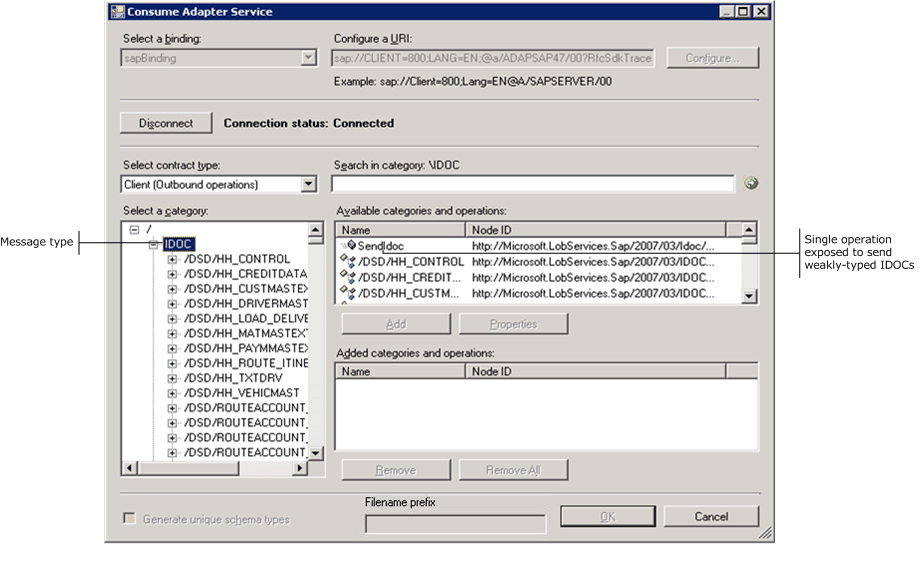 Consume Adapter Service
Select a binding:
sapBinding
Configure a URI:
sap://CLIENT=800;LANG=EN;@a/ADAPSAP47/00?RfcSdkTrace
Configure...
Example: sap://Client=800;Lang=EN@A/SAPSERVER/00
Disconnect
Connection status: Connected
Select contract type:
Client (Outbound operations)
Search in category: \IDOC
Select a category:
/
IDOC
/DSD/HH_CONTROL
/DSD/HH_CREDITDATA
/DSD/HH_CUSTMASTEX
/DSD/HH_DRIVERMAST
/DSD/HH_LOAD_DELIVE
/DSD/HH_MATMASTEXT
/DSD/HH_PAYMMASTEX
/DSD/HH_ROUTE_ITINE
/DSD/HH_TXTDRV
/DSD/HH_VEHICMAST
/DSD/ROUTEACCOUNT_
/DSD/ROUTEACCOUNT_
/DSD/ROUTEACCOUNT_
/DSD/ROUTEACCOUNT_
Message type
Available categories and operations:
Name Node ID
SendIdoc http://Microsoft.LobServices.Sap/2007/03/Idoc/...
/DSD/HH_CONTROL http://Microsoft.LobServices.Sap/2007/03/IDOC...
/DSD/HH_CREDIT... http://Microsoft.LobServices.Sap/2007/03/IDOC...
/DSD/HH_CUSTM... http://Microsoft.LobServices.Sap/2007/03/IDOC...
Single operation
exposed to send
weakly-typed IDOCs
Add
Properties
Added categories and operations:
Name Node ID
Remove
Remove All
Generate unique schema types
Filename prefix
OK
Cancel